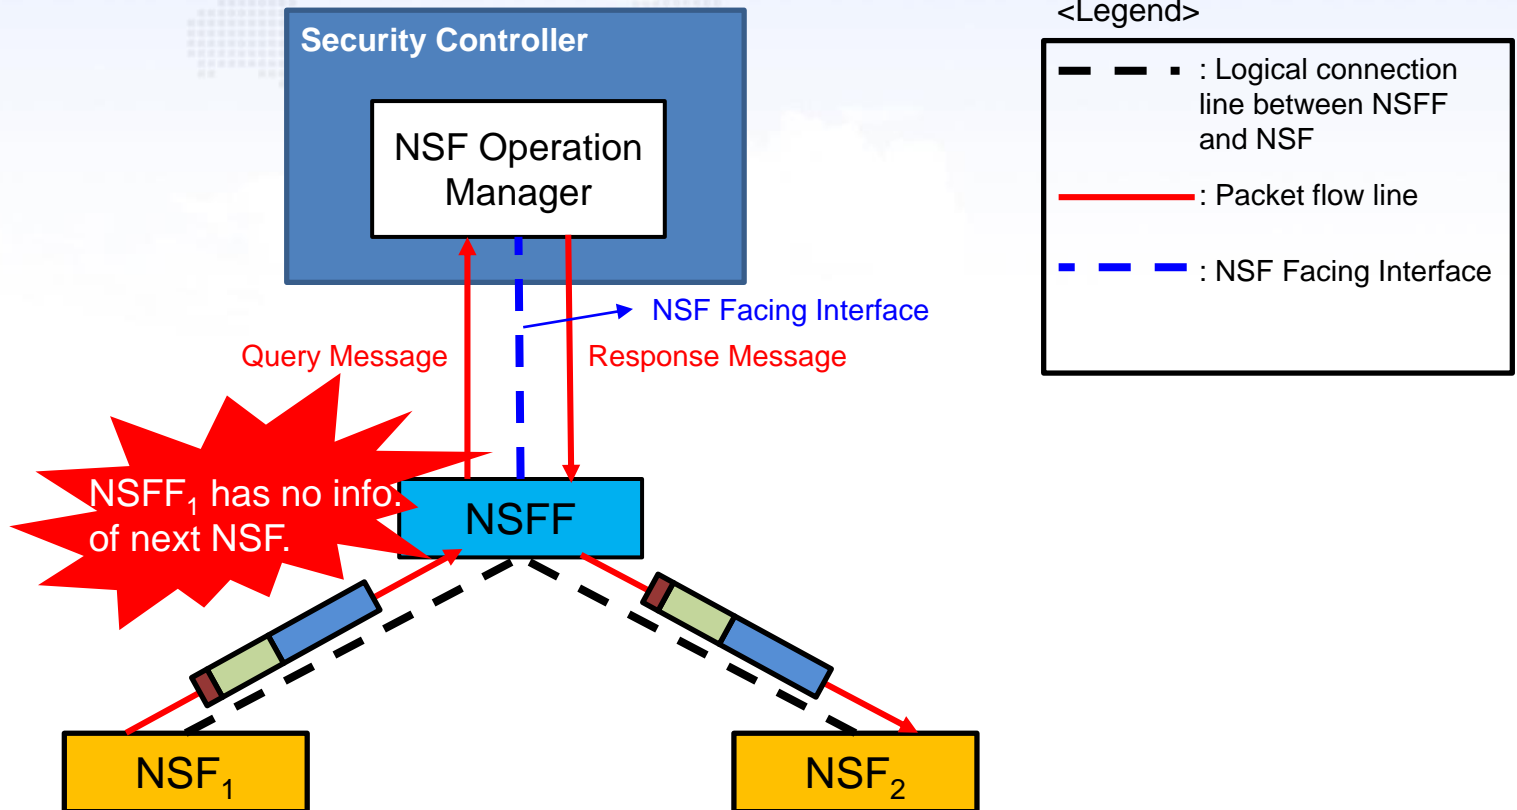 <Legend>
Security Controller
: Logical connection
line between NSFF
and NSF
NSF Operation
Manager
: Packet flow line
: NSF Facing Interface
NSF Facing Interface
Query Message
Response Message
NSFF₁ has no info.
of next NSF.
NSFF
NSF₁
NSF₂